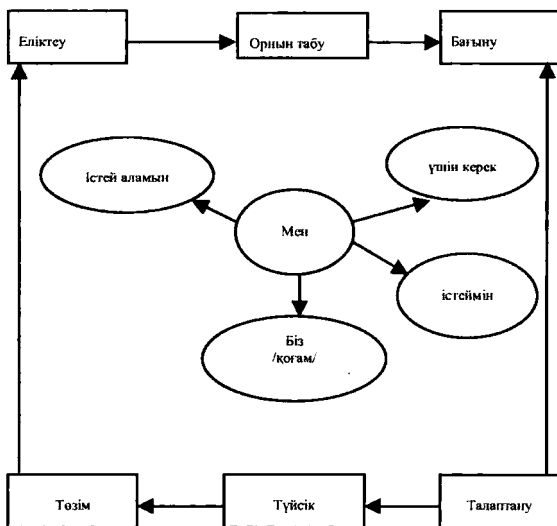 Еліктеу
Орнын табу
Бағыну
істей аламын
үшін керек
Мен
істеймін
Біз
/қоғам/
Төзім
Түйсік
Талаптану